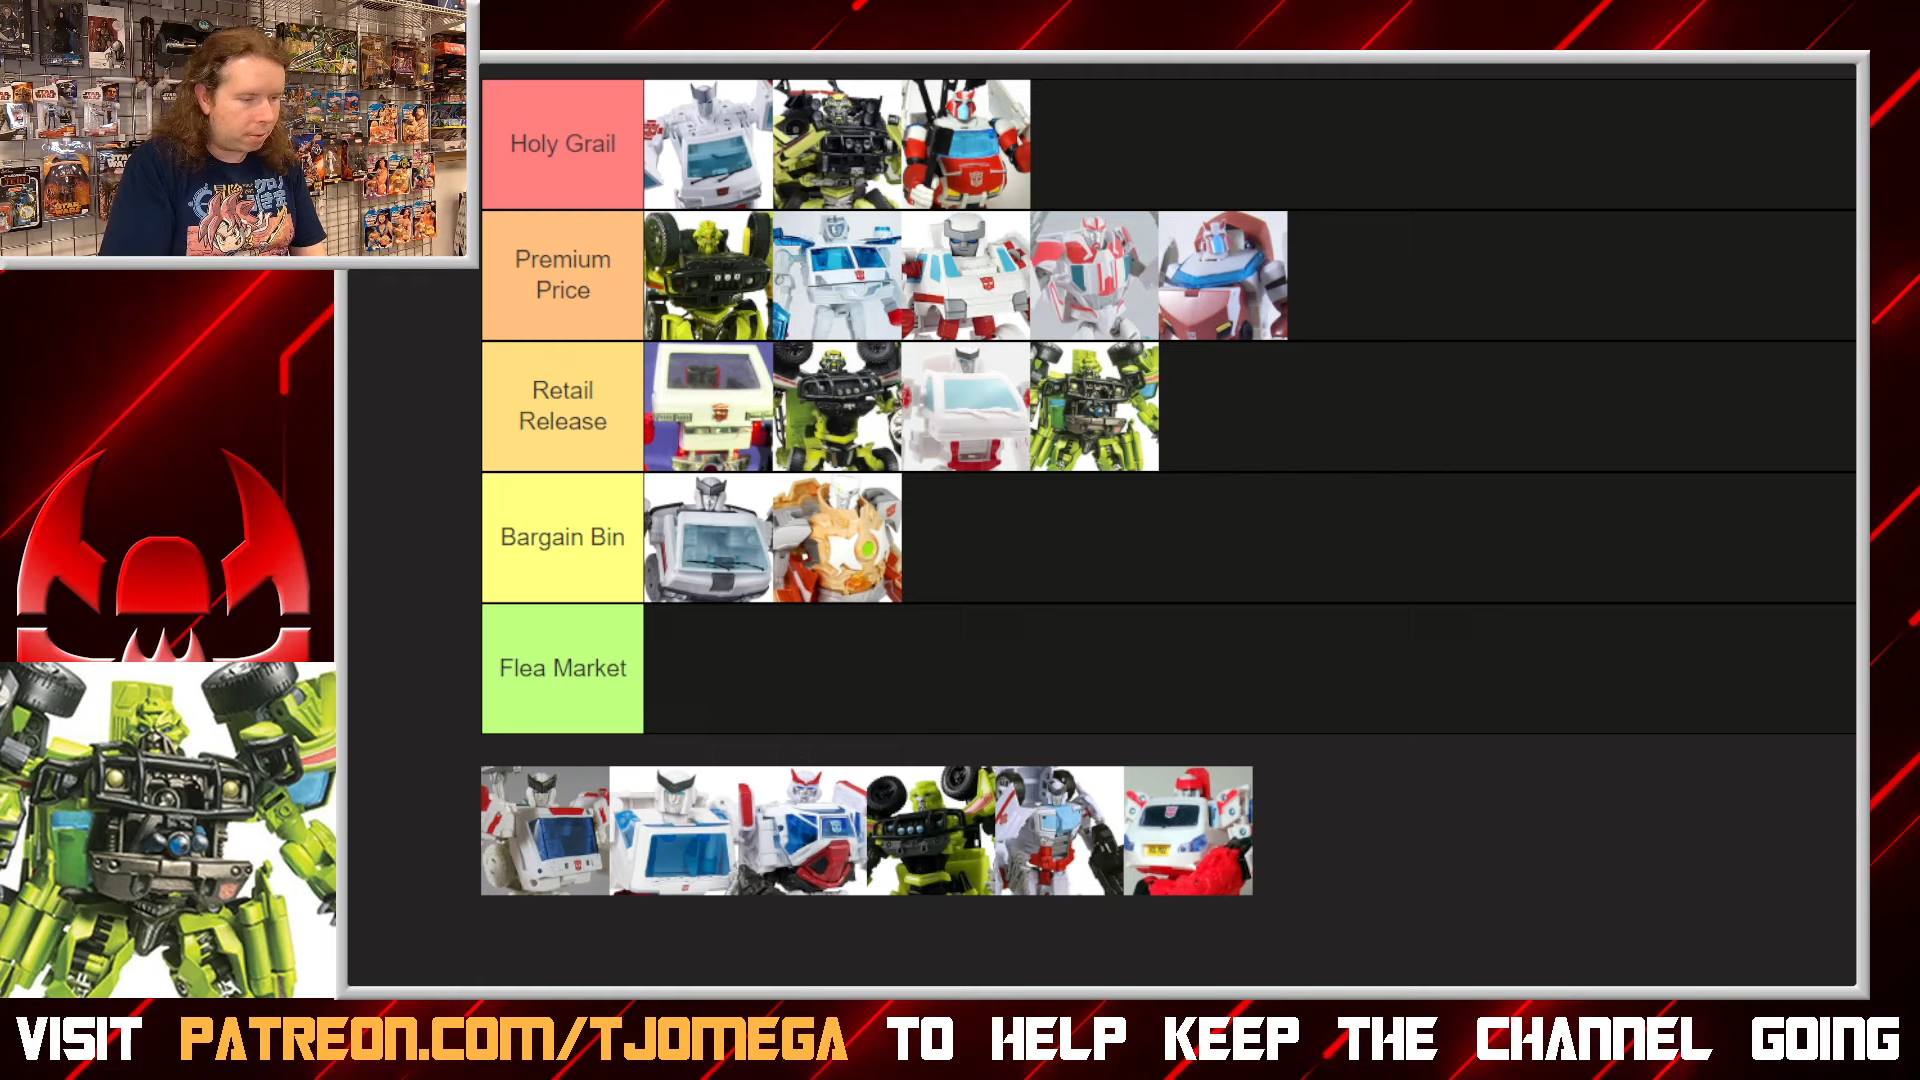 Holy Grail
Premium
Price
Retail
Release
Bargain Bin
Flea Market
VISIT PATREON.COM/TJOMEGA TO HELP KEEP THE CHANNEL GOING